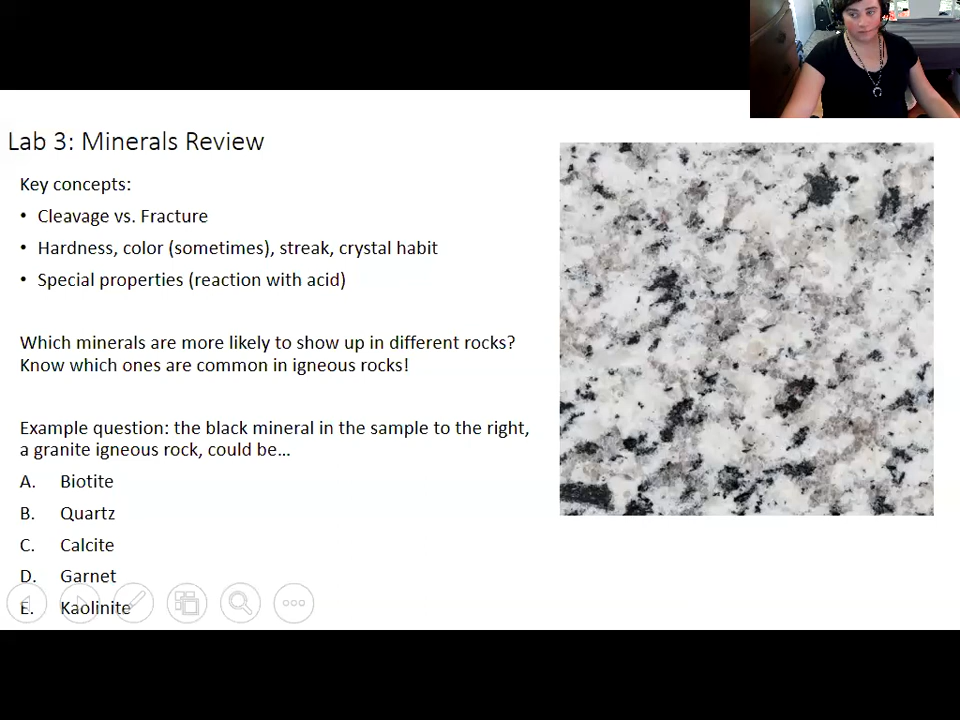 Lab 3: Minerals Review
Key concepts:
• Cleavage vs. Fracture
• Hardness, color (sometimes), streak, crystal habit
• Special properties (reaction with acid)
Which minerals are more likely to show up in different rocks?
Know which ones are common in igneous rocks!
Example question: the black mineral in the sample to the right,
a granite igneous rock, could be...
A. Biotite
B. Quartz
C. Calcite
D. Garnet
E. Kaolinite